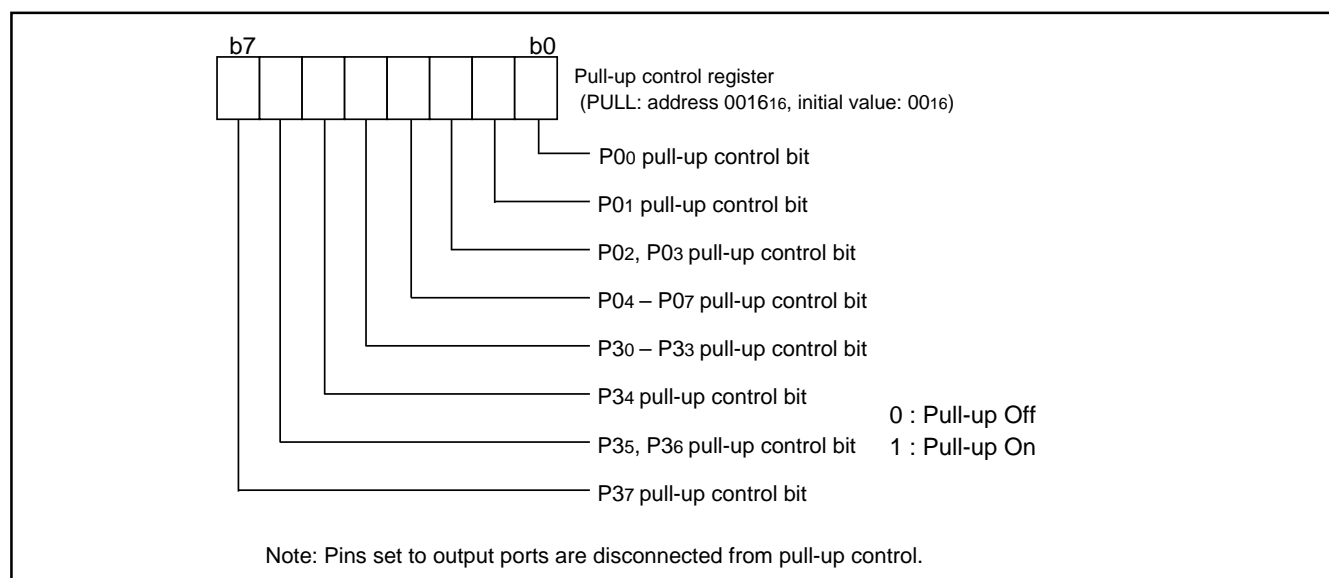 b7 b0
Pull-up control register
(PULL: address 001616, initial value: 0016)
P00 pull-up control bit
P01 pull-up control bit
P02, P03 pull-up control bit
P04 – P07 pull-up control bit
P30 – P33 pull-up control bit
P34 pull-up control bit
0 : Pull-up Off
P35, P36 pull-up control bit
1 : Pull-up On
P37 pull-up control bit
Note: Pins set to output ports are disconnected from pull-up control.